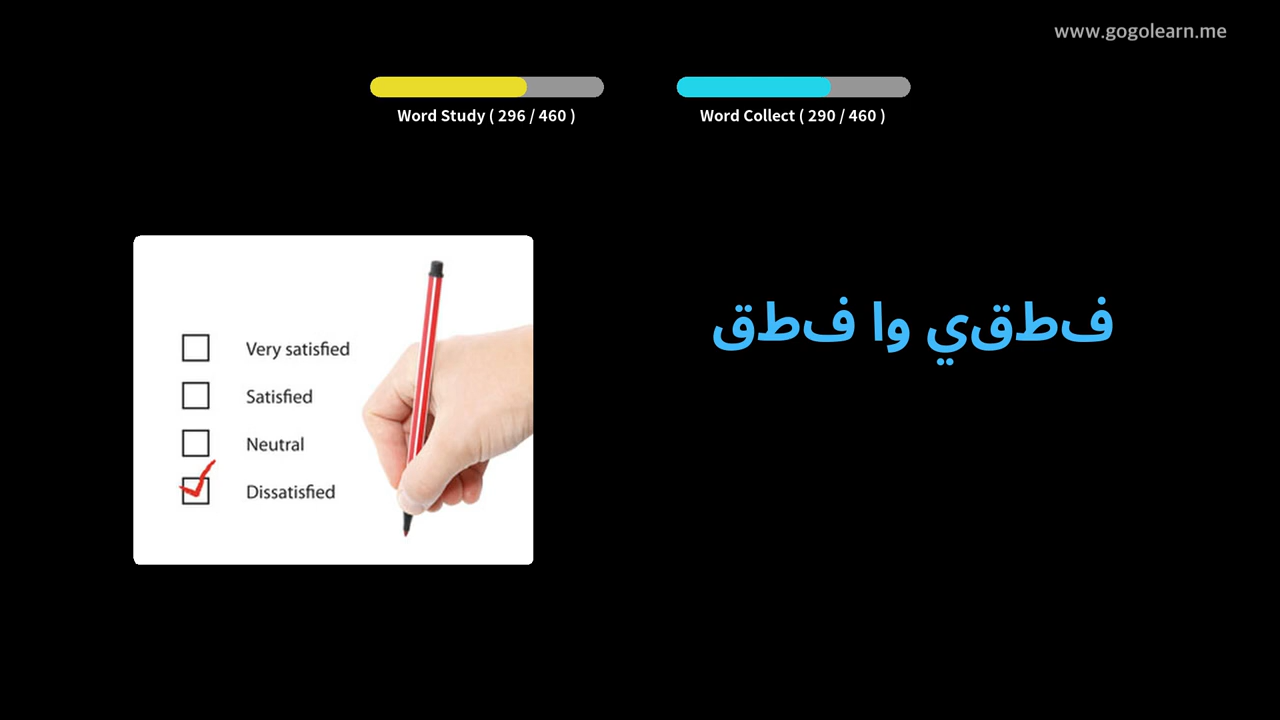 www.gogolearn.me
Word Study ( 296 / 460 )
Word Collect ( 290 / 460 )
فطقي وا فطق
Very satisfied
Satisfied
Neutral
Dissatisfied